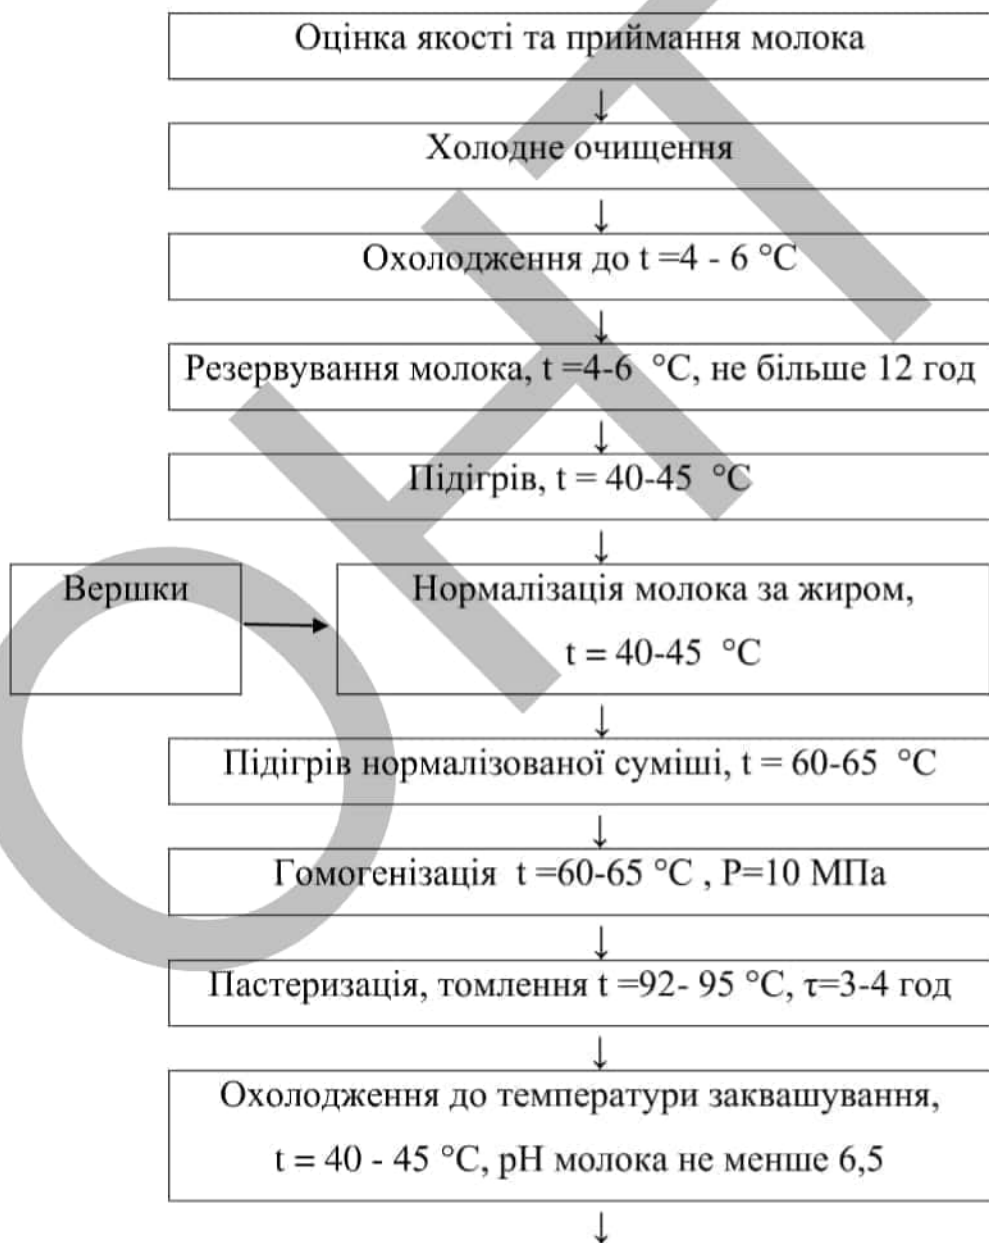 Оцінка якості та приймання молока
↓
Холодне очищення
↓
Охолодження до t =4 - 6 °С
↓
Резервування молока, t =4-6 °С, не більше 12 год
↓
Підігрів, t = 40-45 °С
↓
Вершки
Нормалізація молока за жиром,
t = 40-45 °С
↓
Підігрів нормалізованої суміші, t = 60-65 °С
↓
Гомогенізація t =60-65 °С , Р=10 МПа
↓
Пастеризація, томлення t =92- 95 °С, τ=3-4 год
↓
Охолодження до температури заквашування,
t = 40 - 45 °С, рН молока не менше 6,5
↓
ОНТ